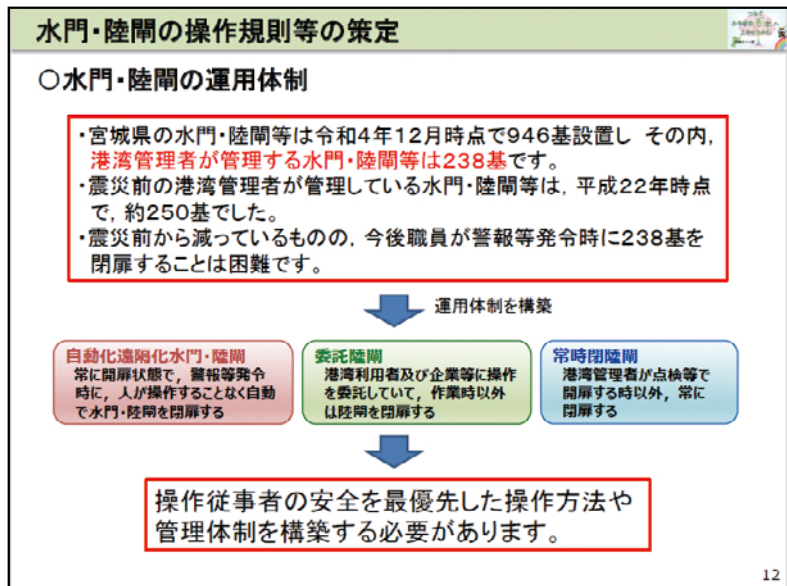 水門・陸閘の操作規則等の策定
○水門・陸閘の運用体制
・宮城県の水門・陸閘等は令和4年12月時点で946基設置し その内,
港湾管理者が管理する水門・陸閘等は238基です。
・震災前の港湾管理者が管理している水門・陸閘等は, 平成22年時点
で, 約250基でした。
・震災前から減っているものの, 今後職員が警報等発令時に238基を
閉扉することは困難です。
運用体制を構築
自動化遠隔化水門・陸閘
常に開扉状態で, 警報等発令
時に, 人が操作することなく自動
で水門・陸閘を閉扉する
委託陸閘
港湾利用者及び企業等に操作
を委託していて, 作業時以外
は陸閘を閉扉する
常時閉陸閘
港湾管理者が点検等で
開扉する時以外, 常に
閉扉する
操作従事者の安全を最優先した操作方法や
管理体制を構築する必要があります。
12